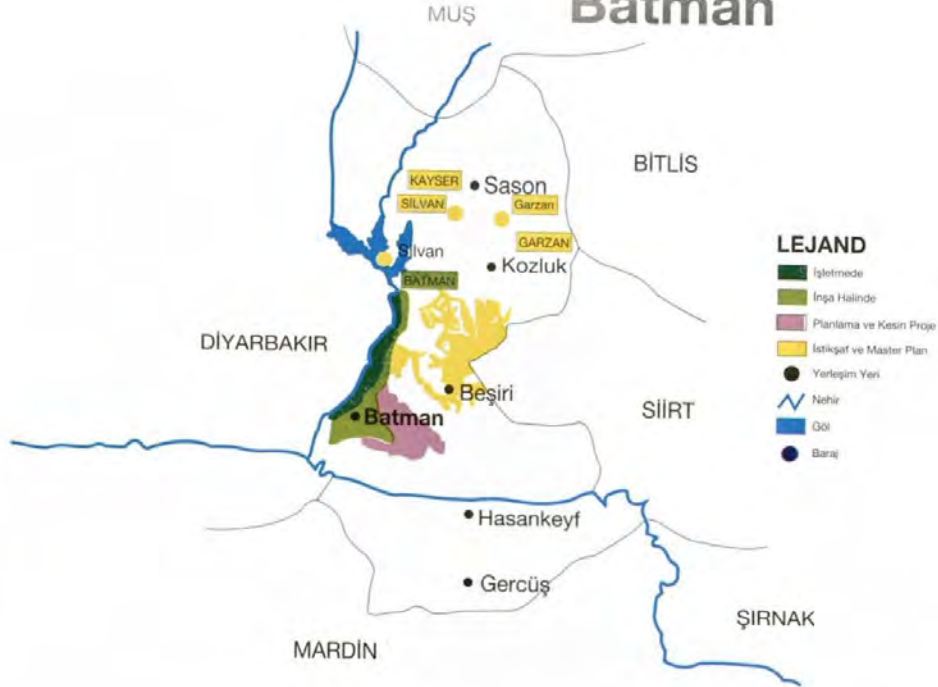 Batman
MUŞ
BİTLİS
KAYSER
Sason
SİLVAN
Garzan
GARZAN
Silvan
Kozluk
BATMAN
DİYARBAKIR
Beşiri
Batman
SİİRT
Hasankeyf
Gercüş
ŞIRNAK
MARDİN
LEJAND
İşletmede
İnşa Halinde
Planlama ve Kesin Proje
İstikşaf ve Master Plan
Yerleşim Yeri
Nehir
Göl
Baraj